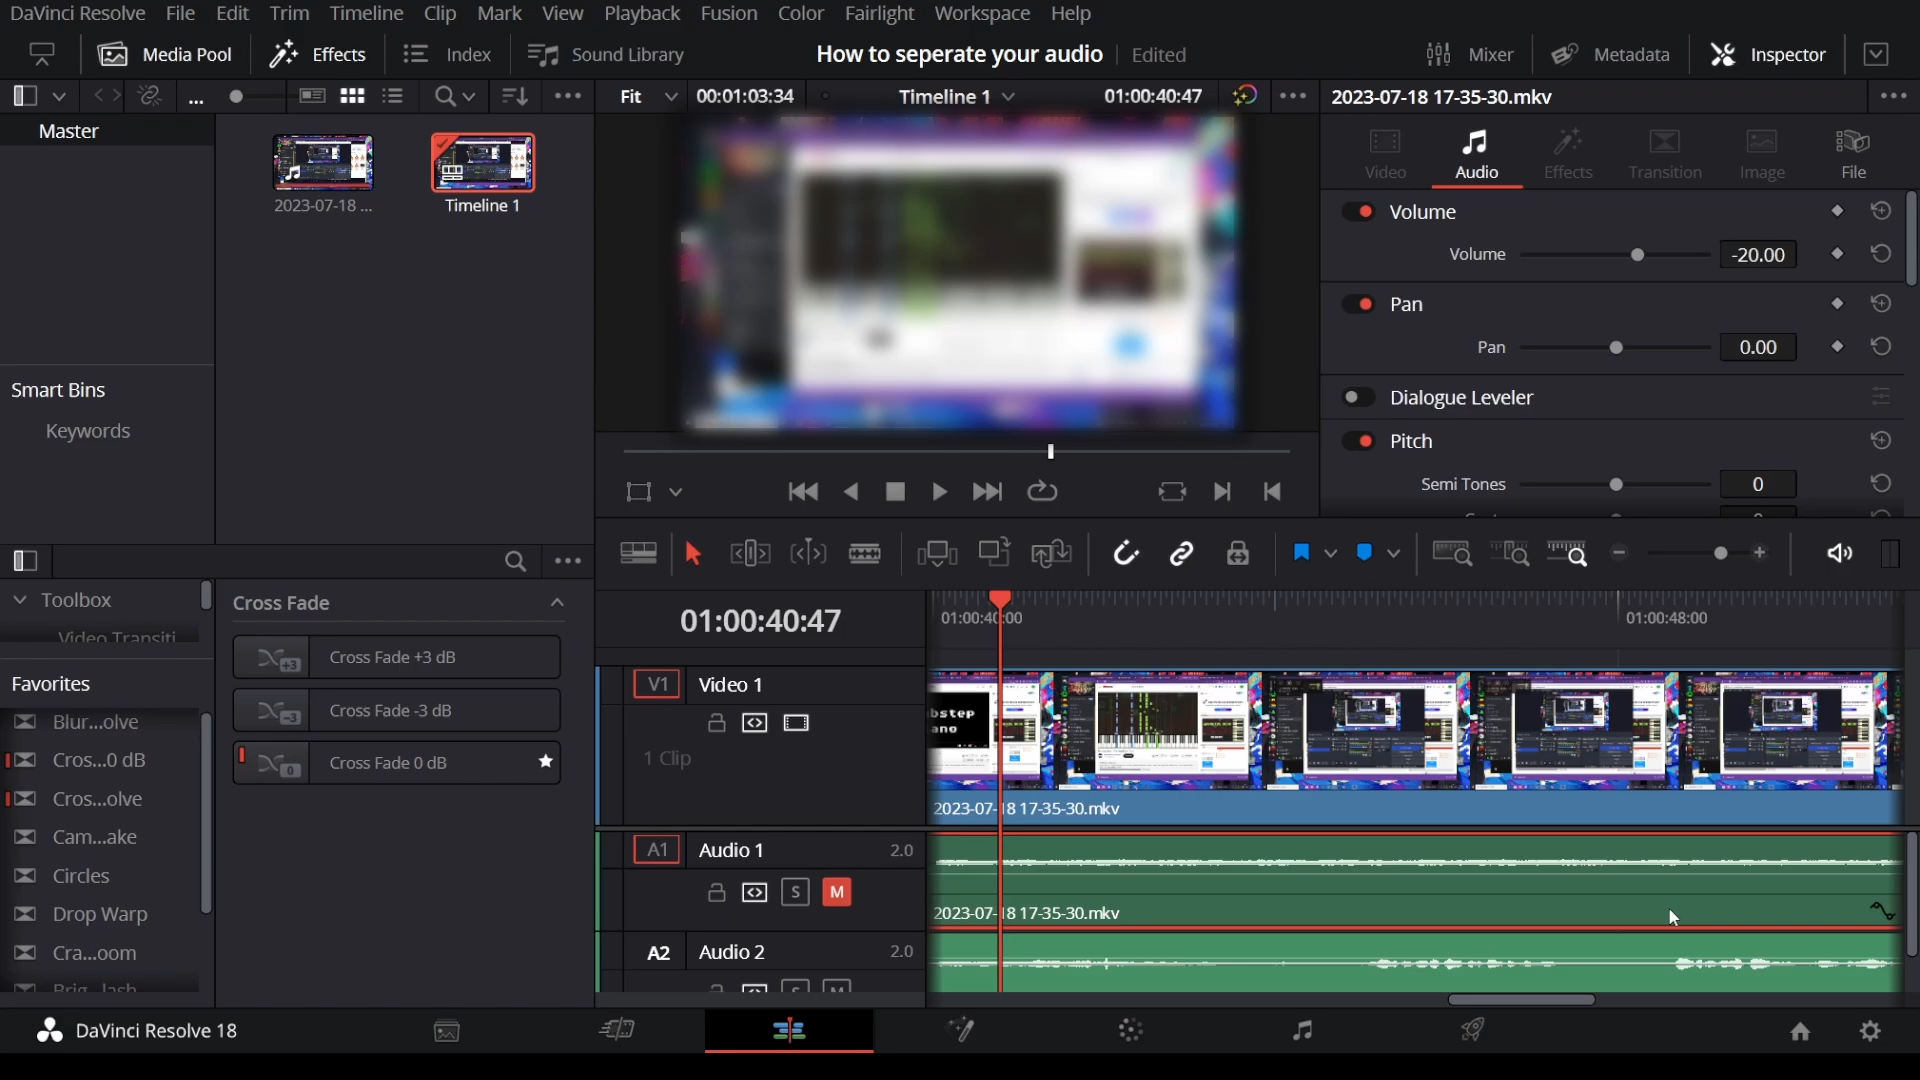 DaVinci Resolve File Edit Trim Timeline Clip Mark View Playback Fusion Color Fairlight Workspace Help
Media Pool Effects Index Sound Library How to seperate your audio Edited Mixer Metadata Inspector
... Fit 00:01:03:34 Timeline 1 01:00:40:47 2023-07-18 17-35-30.mkv
Master
2023-07-18 ... Timeline 1
Smart Bins
Keywords
Video Audio Effects Transition Image File
Volume
Volume -20.00
Pan
Pan 0.00
Dialogue Leveler
Pitch
Semi Tones 0
Toolbox
Video Transiti
Favorites
Blur...olve
Cros...0 dB
Cros...olve
Cam...ake
Circles
Drop Warp
Cra...oom
Cross Fade
+3 Cross Fade +3 dB
-3 Cross Fade -3 dB
0 Cross Fade 0 dB
01:00:40:47 01:00:40:00 01:00:48:00
V1 Video 1
1 Clip
2023-07-18 17-35-30.mkv
A1 Audio 1 2.0
S M
2023-07-18 17-35-30.mkv
A2 Audio 2 2.0
S M
DaVinci Resolve 18